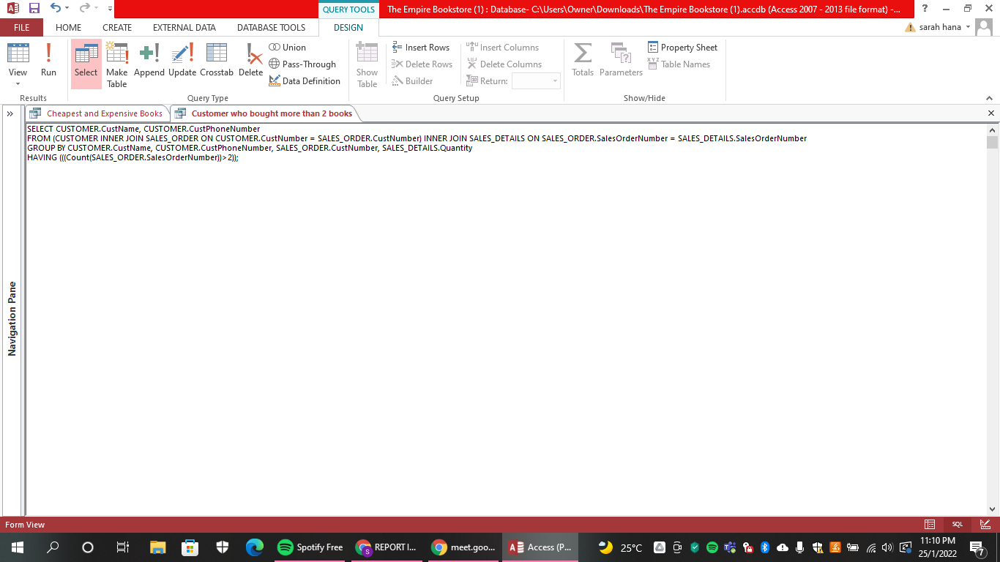 QUERY TOOLS
The Empire Bookstore (1) : Database- C:\Users\Owner\Downloads\The Empire Bookstore (1).accdb (Access 2007 - 2013 file format) -...
?
FILE HOME CREATE EXTERNAL DATA DATABASE TOOLS DESIGN sarah hana
View
Run
Select
Make Table
Append
Update
Crosstab
Delete
Union
Pass-Through
Data Definition
Show Table
Insert Rows
Delete Rows
Builder
Insert Columns
Delete Columns
Return:
Totals
Parameters
Property Sheet
Table Names
Results
Query Type
Query Setup
Show/Hide
Cheapest and Expensive Books
Customer who bought more than 2 books
SELECT CUSTOMER.CustName, CUSTOMER.CustPhoneNumber
FROM (CUSTOMER INNER JOIN SALES_ORDER ON CUSTOMER.CustNumber = SALES_ORDER.CustNumber) INNER JOIN SALES_DETAILS ON SALES_ORDER.SalesOrderNumber = SALES_DETAILS.SalesOrderNumber
GROUP BY CUSTOMER.CustName, CUSTOMER.CustPhoneNumber, SALES_ORDER.CustNumber, SALES_DETAILS.Quantity
HAVING (((Count(SALES_ORDER.SalesOrderNumber))>2));
Navigation Pane
Form View
SQL
Spotify Free
REPORT I...
meet.goo...
Access (P...
25°C
11:10 PM
25/1/2022
7